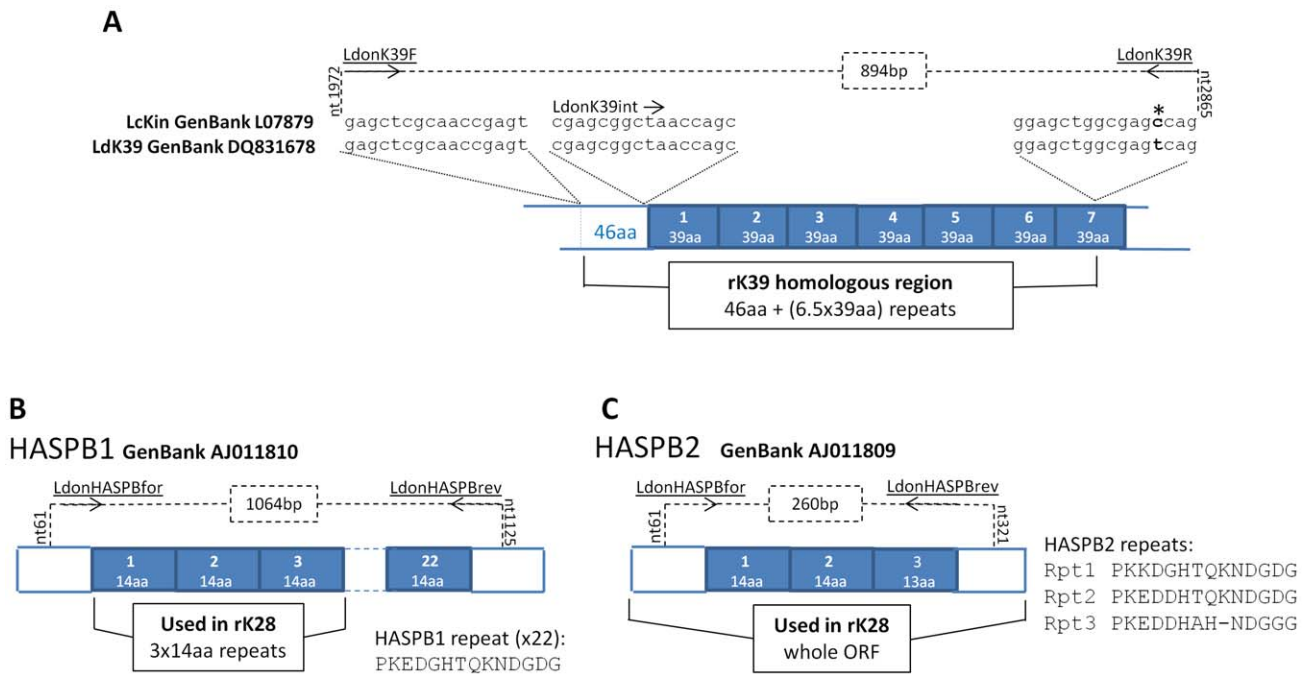 A
LdonK39F
894bp
LdonK39R
nt 1972
nt2865
LdonK39int
*
LcKin GenBank L07879
gagctcgcaaccgagt cgagcggctaaccagc ggagctggcgagccag
LdK39 GenBank DQ831678
gagctcgcaaccgagt cgagcggctaaccagc ggagctggcgagtcag
46aa
1 2 3 4 5 6 7
39aa 39aa 39aa 39aa 39aa 39aa 39aa
rK39 homologous region
46aa + (6.5x39aa) repeats
B
HASPB1 GenBank AJ011810
LdonHASPBfor
1064bp
LdonHASPBrev
nt61
nt1125
1 2 3 22
14aa 14aa 14aa 14aa
Used in rK28
3x14aa repeats
HASPB1 repeat (x22):
PKEDGHTQKNDGDG
C
HASPB2 GenBank AJ011809
LdonHASPBfor
260bp
LdonHASPBrev
nt61
nt321
1 2 3
14aa 14aa 13aa
Used in rK28
whole ORF
HASPB2 repeats:
Rpt1 PKKDGHTQKNDGDG
Rpt2 PKEDDHTQKNDGDG
Rpt3 PKEDDHAH-NDGGG